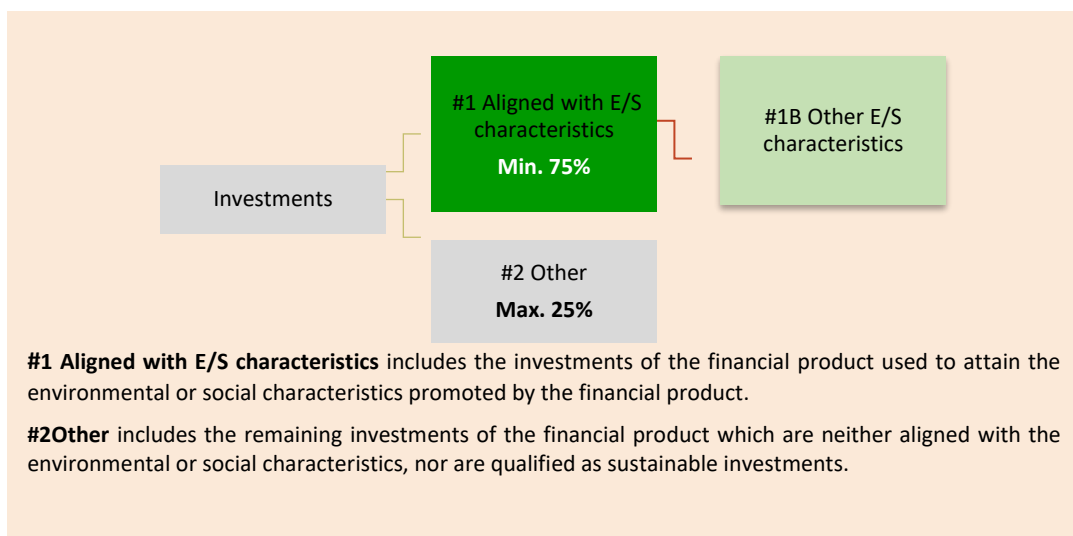 #1 Aligned with E/S
characteristics
Min. 75%
#1B Other E/S
characteristics
Investments
#2 Other
Max. 25%
#1 Aligned with E/S characteristics includes the investments of the financial product used to attain the
environmental or social characteristics promoted by the financial product.
#2Other includes the remaining investments of the financial product which are neither aligned with the
environmental or social characteristics, nor are qualified as sustainable investments.